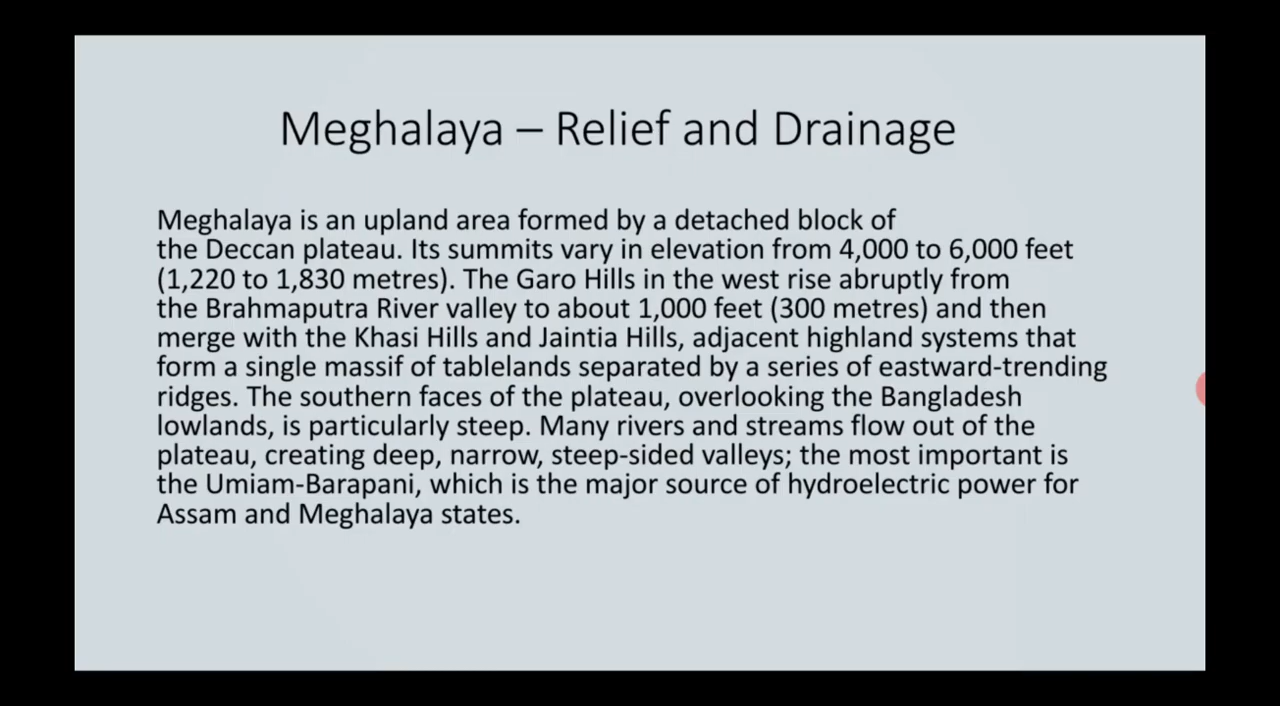 Meghalaya – Relief and Drainage
Meghalaya is an upland area formed by a detached block of
the Deccan plateau. Its summits vary in elevation from 4,000 to 6,000 feet
(1,220 to 1,830 metres). The Garo Hills in the west rise abruptly from
the Brahmaputra River valley to about 1,000 feet (300 metres) and then
merge with the Khasi Hills and Jaintia Hills, adjacent highland systems that
form a single massif of tablelands separated by a series of eastward-trending
ridges. The southern faces of the plateau, overlooking the Bangladesh
lowlands, is particularly steep. Many rivers and streams flow out of the
plateau, creating deep, narrow, steep-sided valleys; the most important is
the Umiam-Barapani, which is the major source of hydroelectric power for
Assam and Meghalaya states.